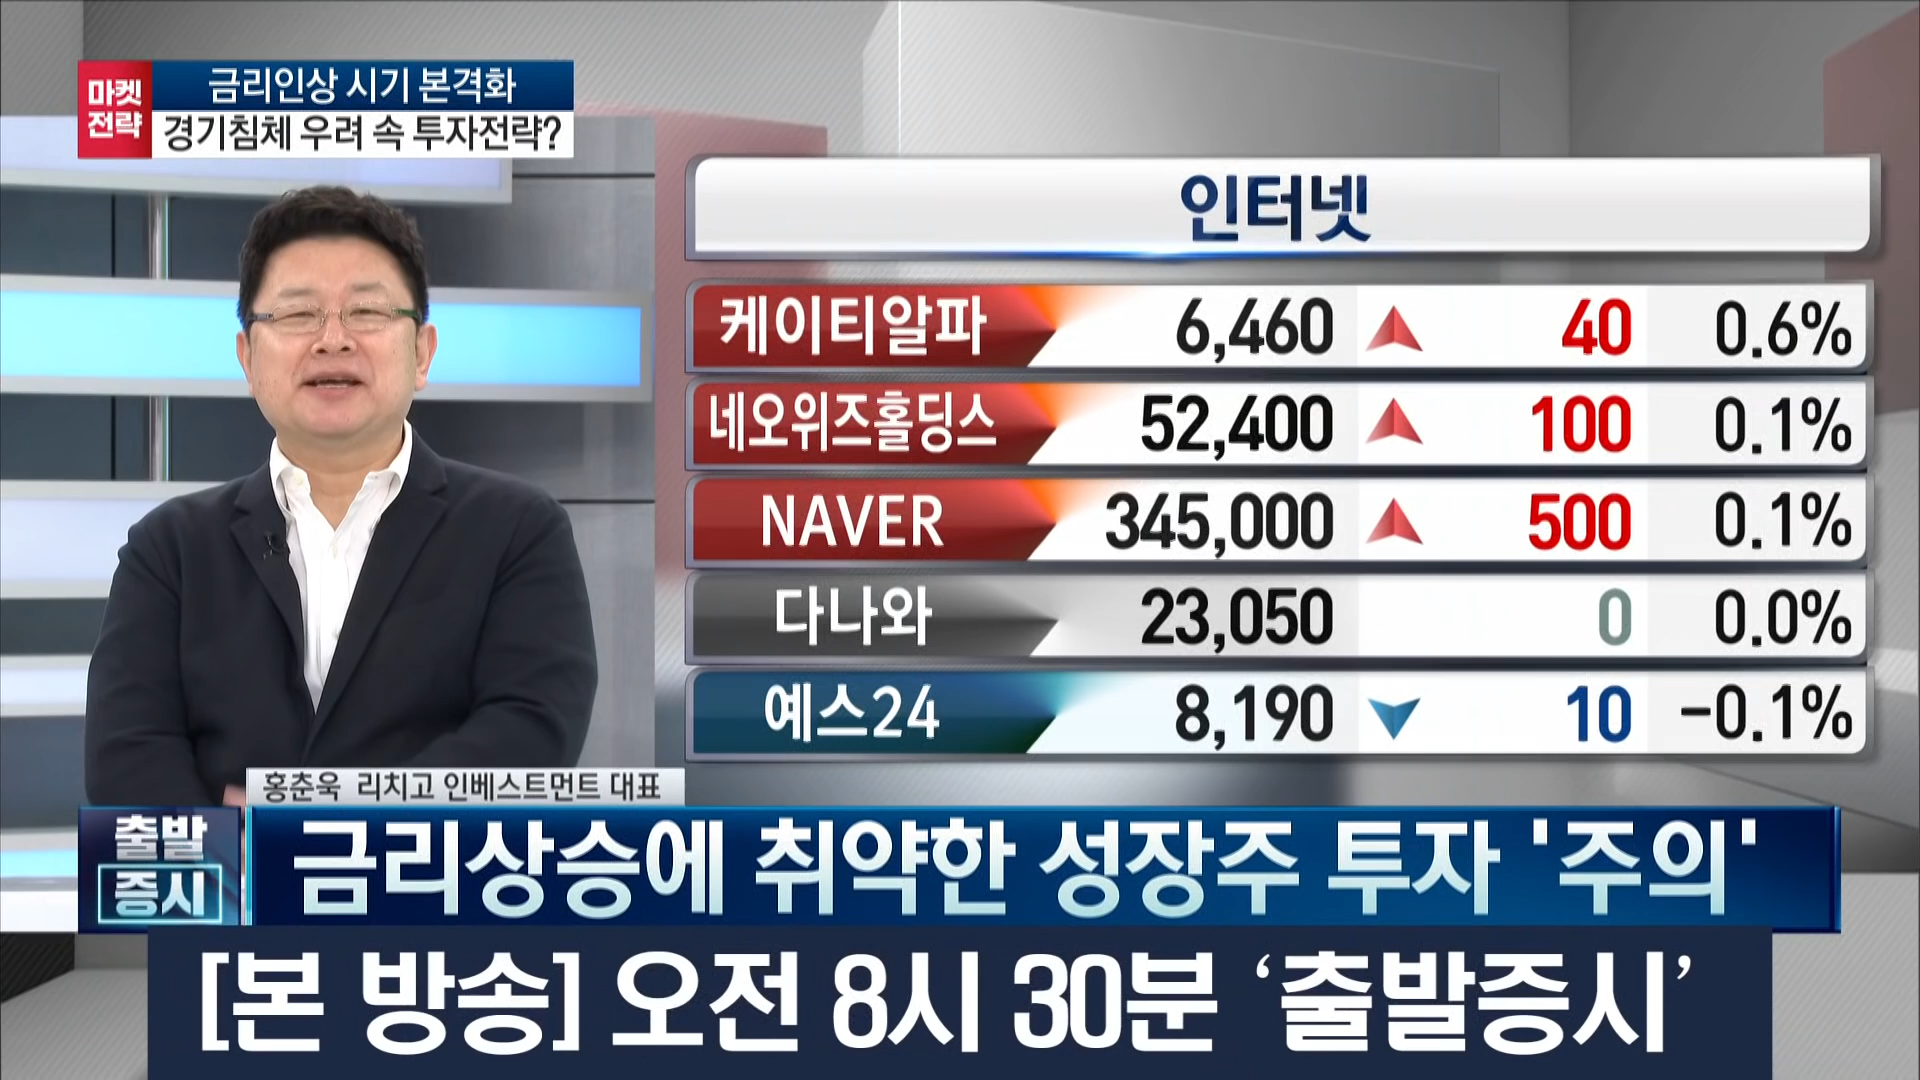 마켓
전략
금리인상 시기 본격화
경기침체 우려 속 투자전략?
인터넷
케이티알파 6,460 ▲ 40 0.6%
네오위즈홀딩스 52,400 ▲ 100 0.1%
NAVER 345,000 ▲ 500 0.1%
다나와 23,050 0 0.0%
예스24 8,190 ▼ 10 -0.1%
홍춘욱 리치고 인베스트먼트 대표
출발
증시
금리상승에 취약한 성장주 투자 '주의'
[본 방송] 오전 8시 30분 ‘출발증시’